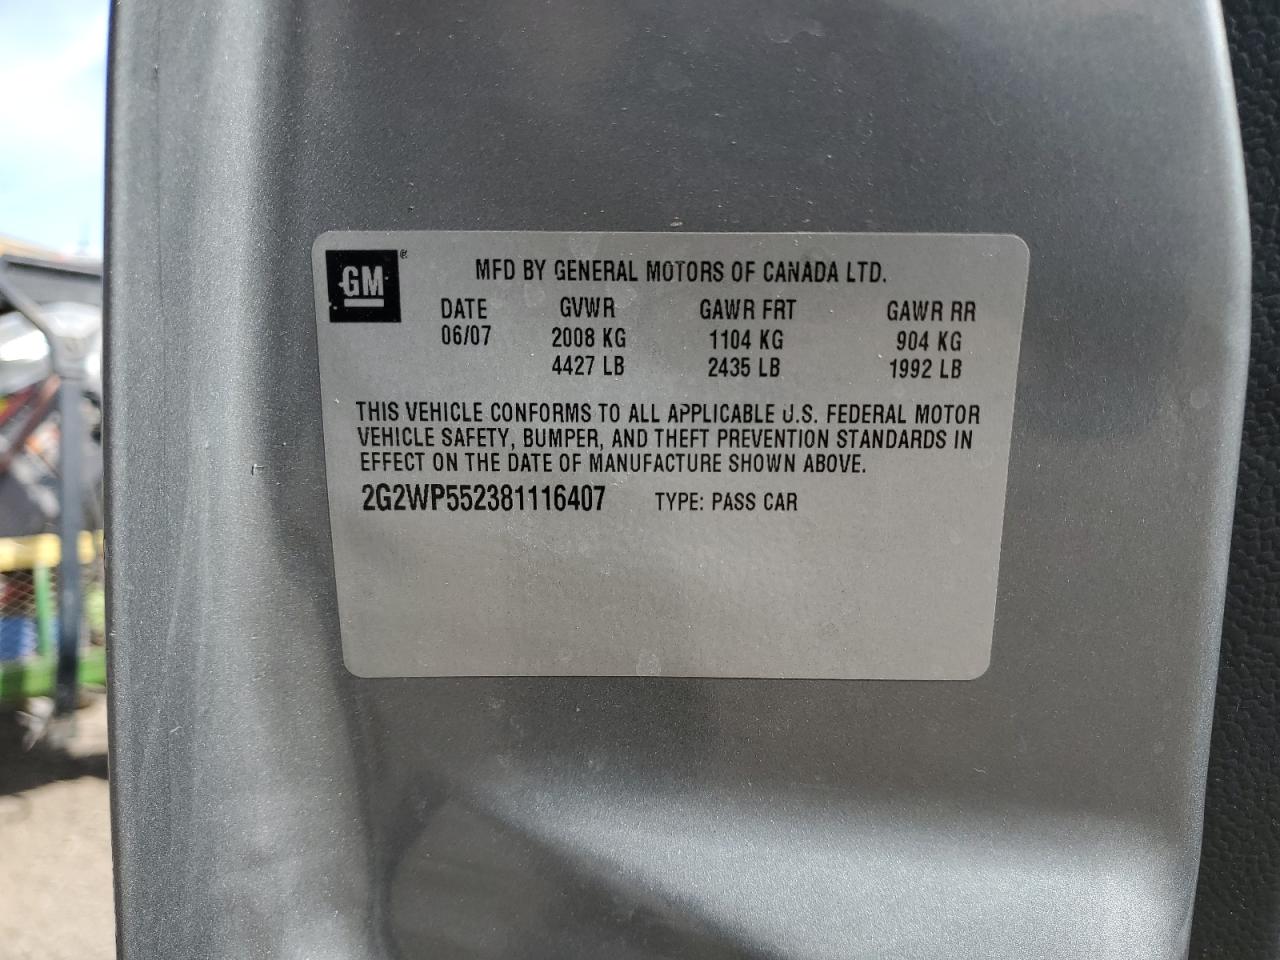 GM ®
MFD BY GENERAL MOTORS OF CANADA LTD.
DATE GVWR GAWR FRT GAWR RR
06/07 2008 KG 1104 KG 904 KG
4427 LB 2435 LB 1992 LB
THIS VEHICLE CONFORMS TO ALL APPLICABLE U.S. FEDERAL MOTOR
VEHICLE SAFETY, BUMPER, AND THEFT PREVENTION STANDARDS IN
EFFECT ON THE DATE OF MANUFACTURE SHOWN ABOVE.
2G2WP552381116407 TYPE: PASS CAR